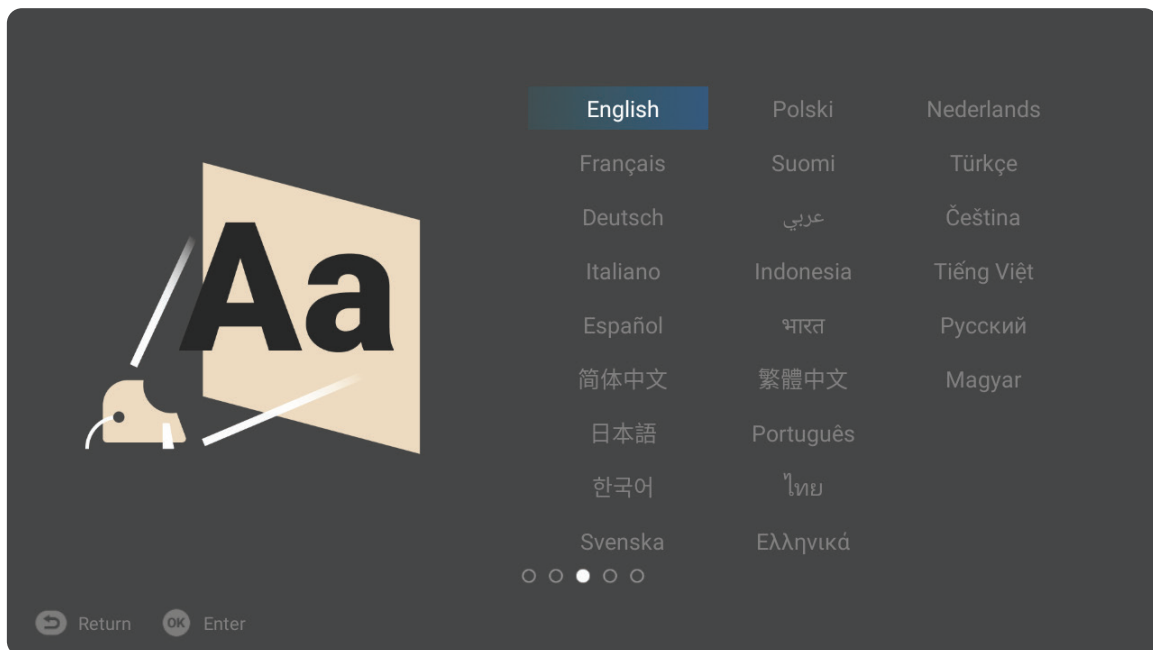 Aa
English
Polski
Nederlands
Français
Suomi
Türkçe
Deutsch
عربي
Čeština
Italiano
Indonesia
Tiếng Việt
Español
भारत
Русский
简体中文
繁體中文
Magyar
日本語
Português
한국어
ไทย
Svenska
Ελληνικά
Return
OK
Enter